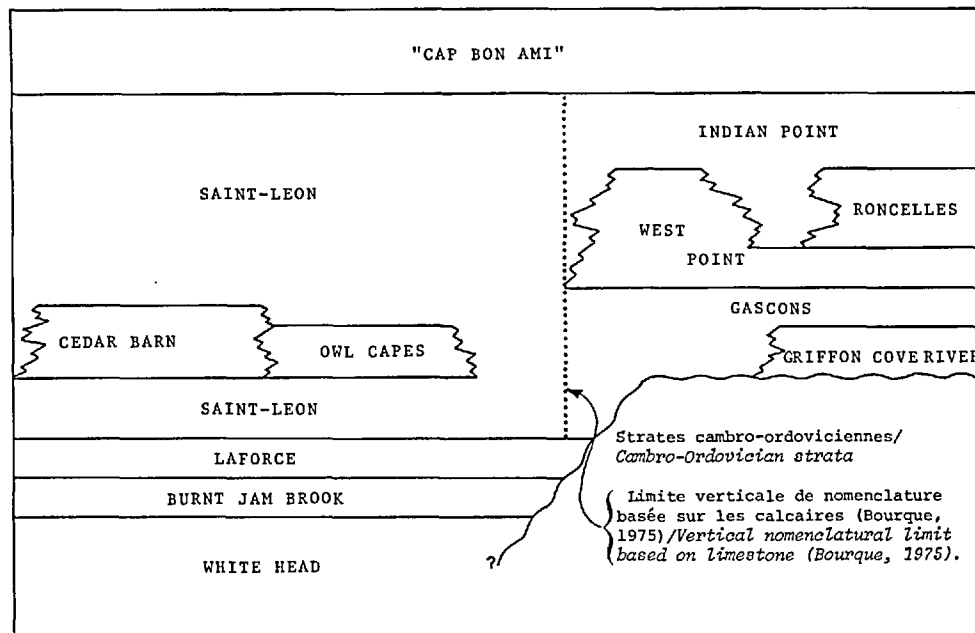 "CAP BON AMI"
INDIAN POINT
SAINT-LEON
RONCELLES
WEST
POINT
GASCONS
CEDAR BARN
OWL CAPES
GRIFFON COVE RIVER
SAINT-LEON
Strates cambro-ordoviciennes/
Cambro-Ordovician strata
LAFORCE
BURNT JAM BROOK
Limite verticale de nomenclature
basée sur les calcaires (Bourque,
1975)/Vertical nomenclatural limit
based on limestone (Bourque, 1975).
?
WHITE HEAD